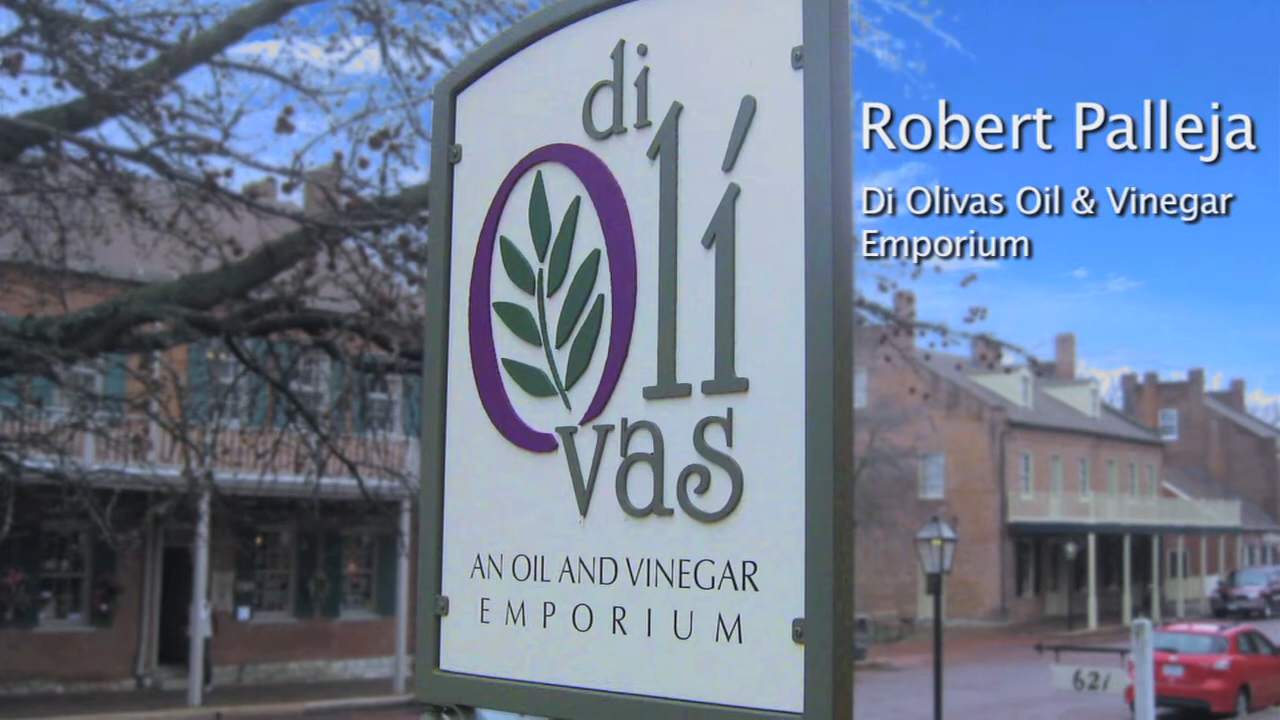 di
Olí
vas
AN OIL AND VINEGAR
EMPORIUM
Robert Palleja
Di Olivas Oil & Vinegar
Emporium
621